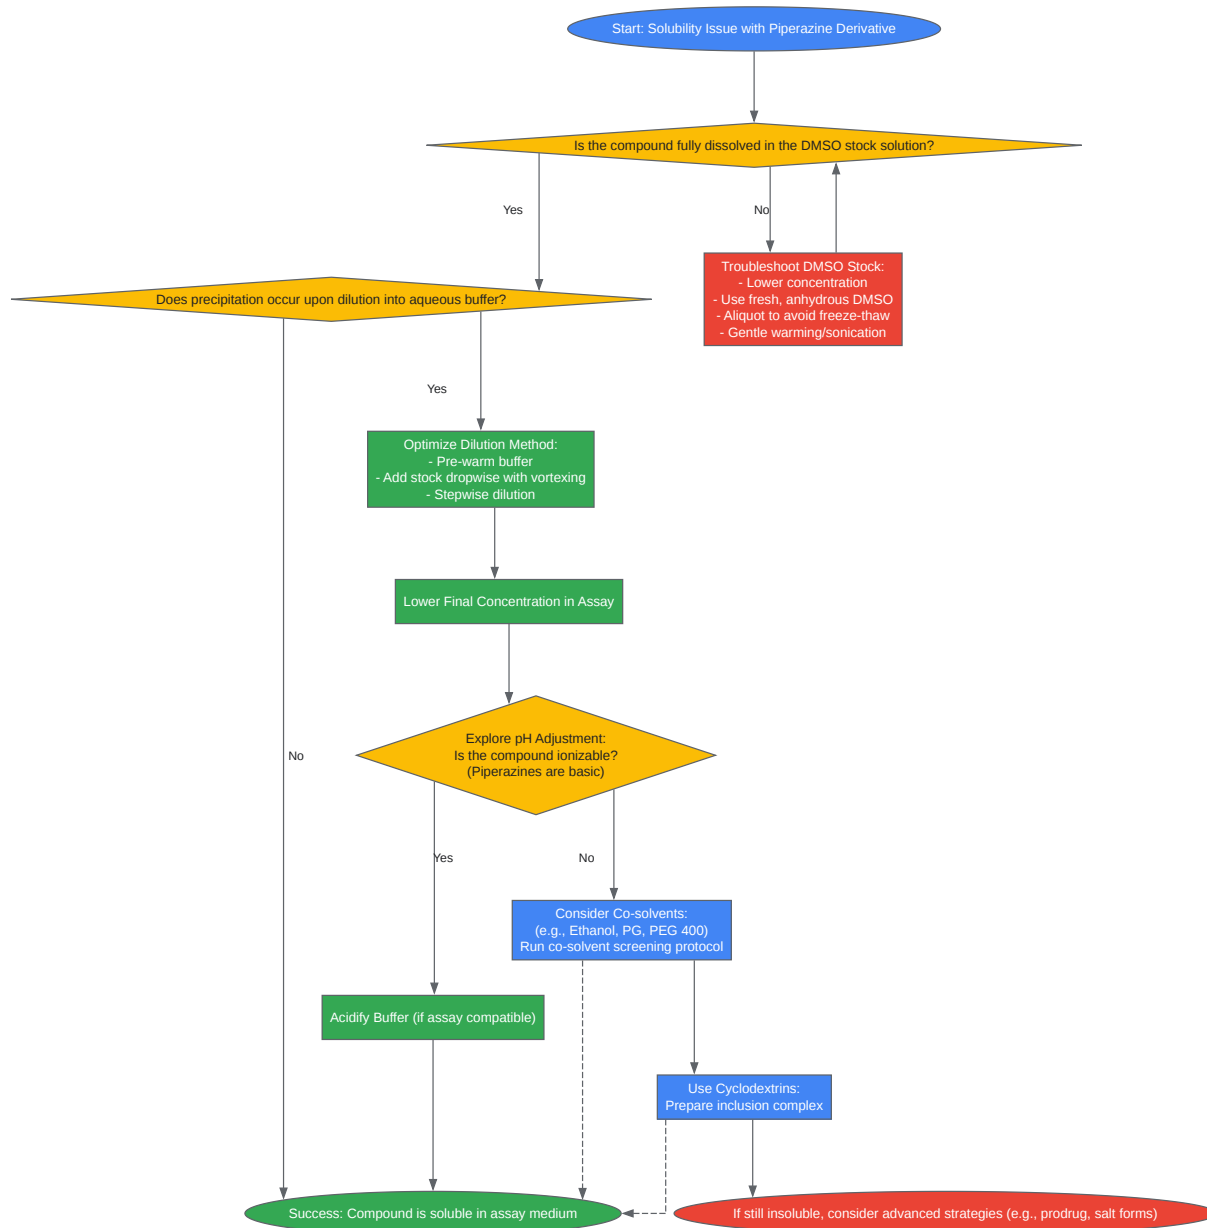 Start: Solubility Issue with Piperazine Derivative
Is the compound fully dissolved in the DMSO stock solution?
Yes
No
Troubleshoot DMSO Stock:
- Lower concentration
- Use fresh, anhydrous DMSO
- Aliquot to avoid freeze-thaw
- Gentle warming/sonication
Does precipitation occur upon dilution into aqueous buffer?
Yes
Optimize Dilution Method:
- Pre-warm buffer
- Add stock dropwise with vortexing
- Stepwise dilution
Lower Final Concentration in Assay
Explore pH Adjustment:
Is the compound ionizable?
(Piperazines are basic)
No
Yes
No
Consider Co-solvents:
(e.g., Ethanol, PG, PEG 400)
Run co-solvent screening protocol
Acidify Buffer (if assay compatible)
Use Cyclodextrins:
Prepare inclusion complex
Success: Compound is soluble in assay medium
If still insoluble, consider advanced strategies (e.g., prodrug, salt forms)